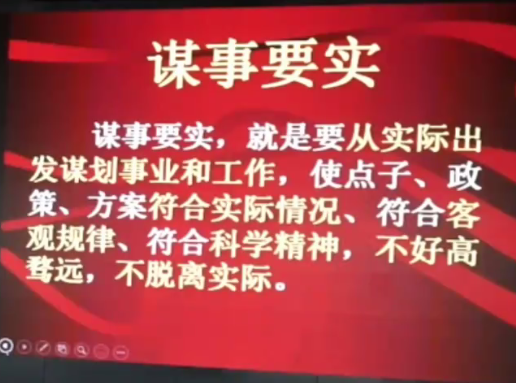 谋事要实
谋事要实，就是要从实际出
发谋划事业和工作，使点子、政
策、方案符合实际情况、符合客
观规律、符合科学精神，不好高
骛远，不脱离实际。